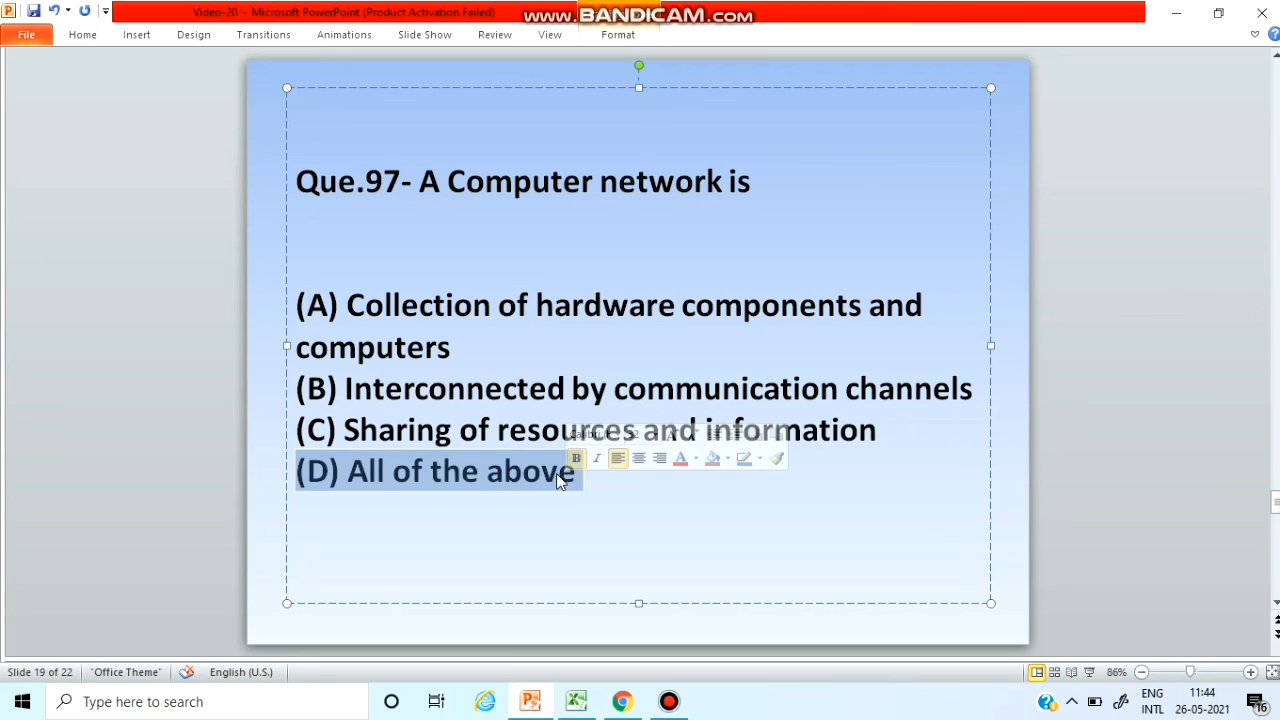 Video-20 - Microsoft PowerPoint (Product Activation Failed)
www.BANDICAM.com
File Home Insert Design Transitions Animations Slide Show Review View Format
Que.97- A Computer network is
(A) Collection of hardware components and
computers
(B) Interconnected by communication channels
(C) Sharing of resources and information
(D) All of the above
Slide 19 of 22 "Office Theme" English (U.S.) 86%
Type here to search
ENG
INTL
11:44
26-05-2021
16